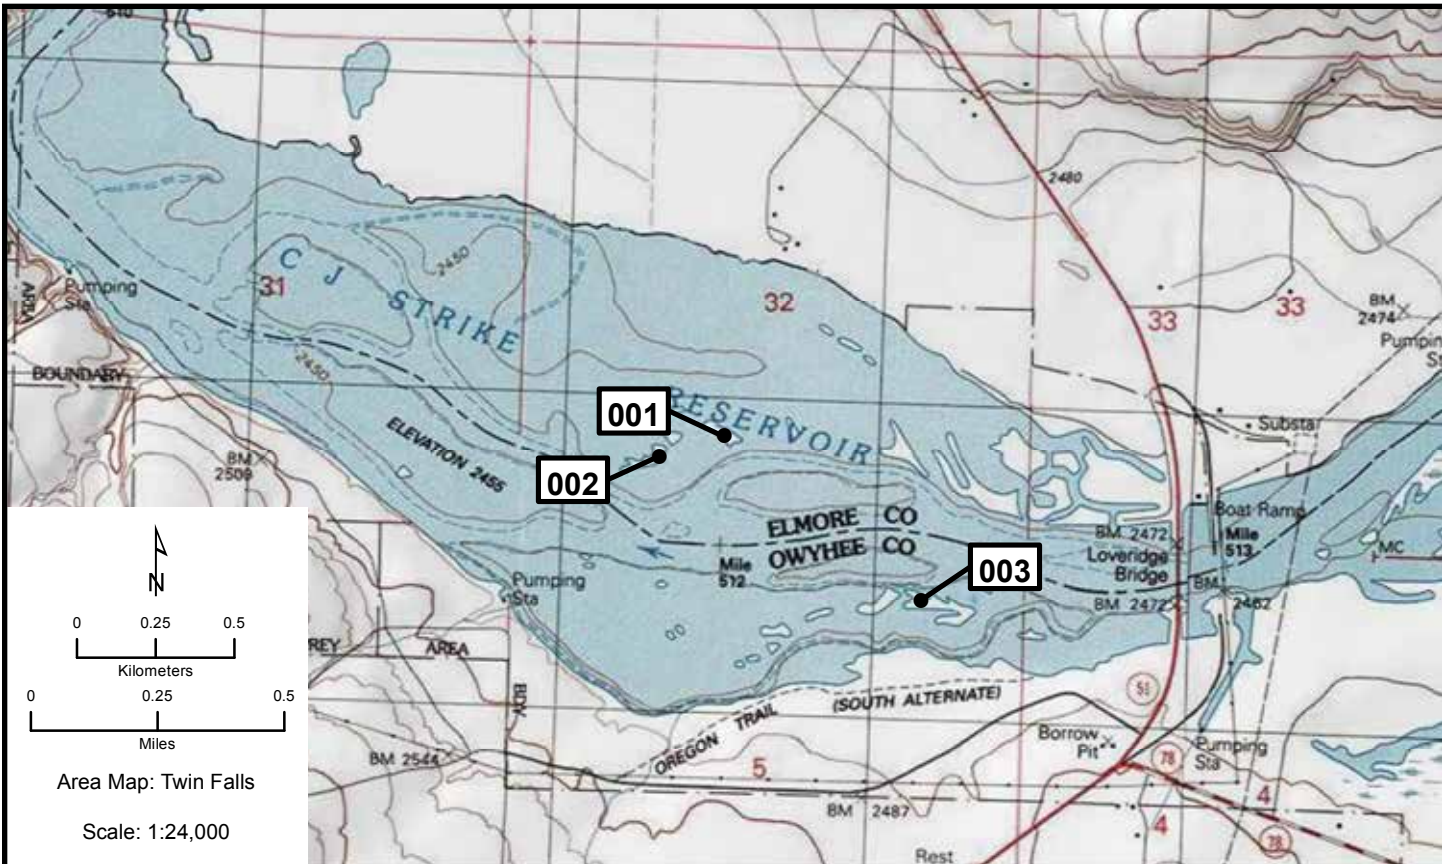 2480
C J STRIKE
RESERVOIR
2450
31
32
33
33
BM
2474
Pumping
Sta
AREA
BOUNDARY
2450
ELEVATION 2455
BM
2509
001
002
Substa
ELMORE CO
OWYHEE CO
Mile
512
003
BM 2472
Loveridge
Bridge
BM 2472
Boat Ramp
Mile
513
BM
2462
MC
Pumping
Sta
AREA
BDY
OREGON TRAIL (SOUTH ALTERNATE)
51
Borrow
Pit
Pumping
Sta
78
BM 2544
5
BM 2487
4
4
78
Rest
N
0 0.25 0.5
Kilometers
0 0.25 0.5
Miles
Area Map: Twin Falls
Scale: 1:24,000